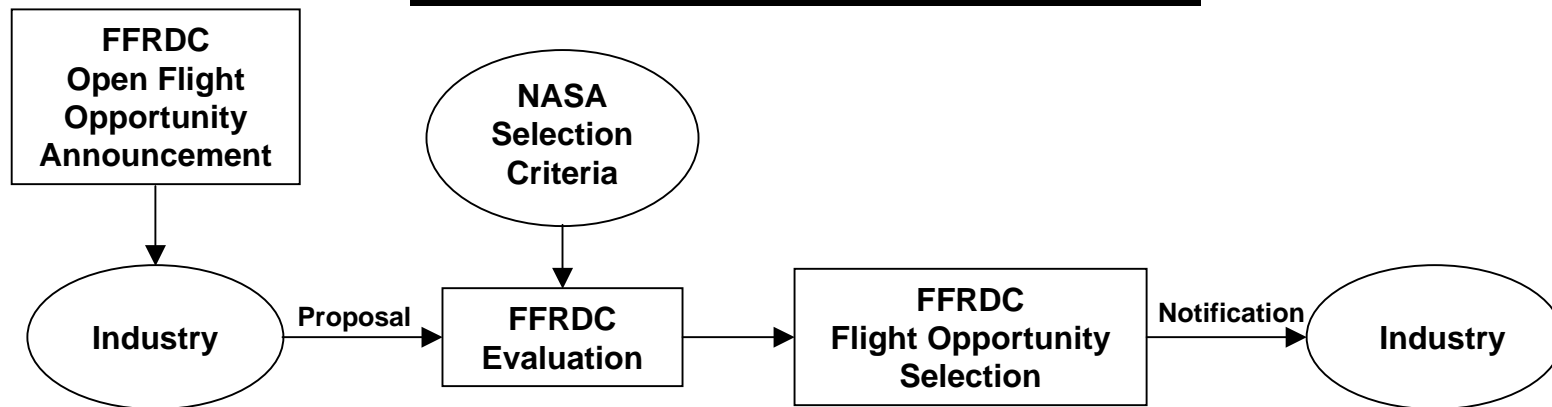 FFRDC
Open Flight
Opportunity
Announcement
NASA
Selection
Criteria
Industry
Proposal
FFRDC
Evaluation
FFRDC
Flight Opportunity
Selection
Notification
Industry